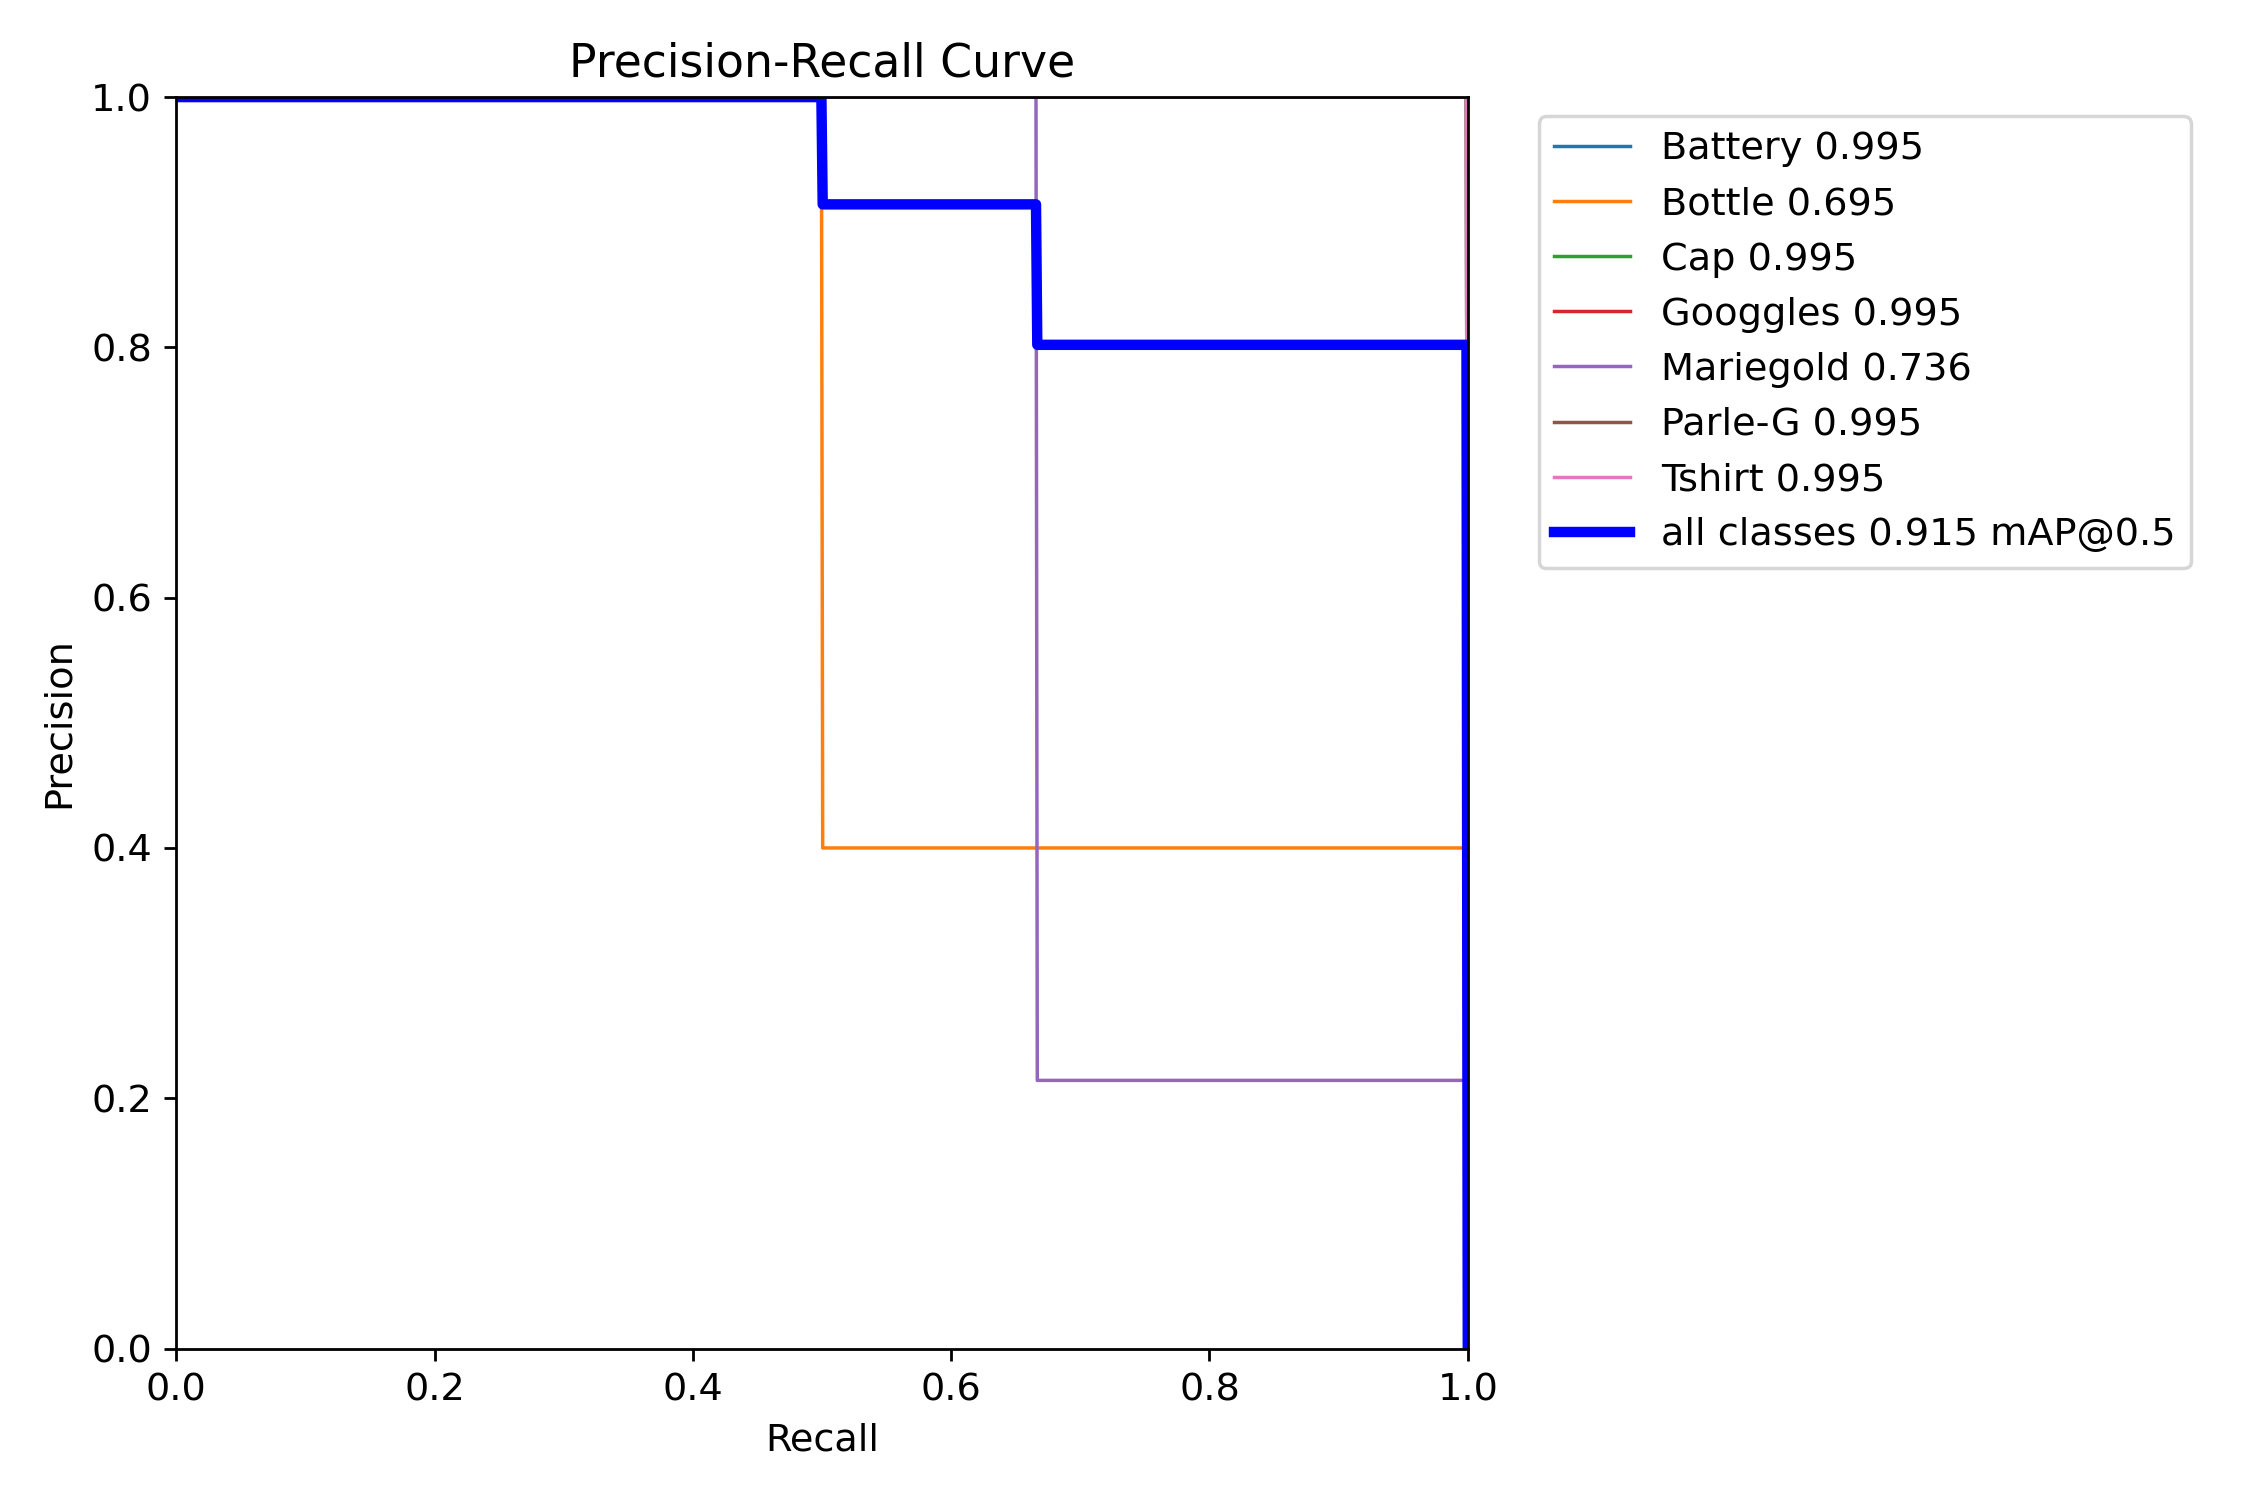 Precision-Recall Curve
1.0
0.8
0.6
0.4
0.2
0.0
Precision
0.0 0.2 0.4 0.6 0.8 1.0
Recall
Battery 0.995
Bottle 0.695
Cap 0.995
Googgles 0.995
Mariegold 0.736
Parle-G 0.995
Tshirt 0.995
all classes 0.915 mAP@0.5